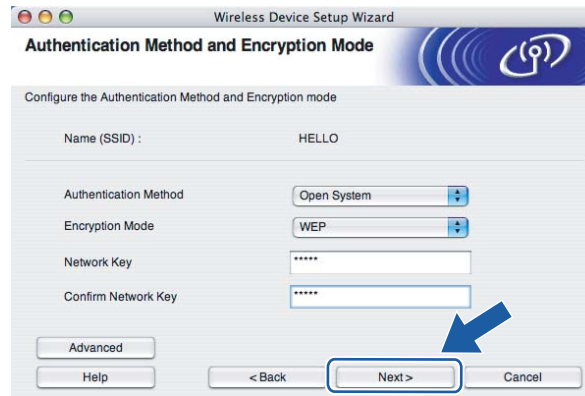 Wireless Device Setup Wizard
Authentication Method and Encryption Mode
Configure the Authentication Method and Encryption mode
Name (SSID) : HELLO
Authentication Method Open System
Encryption Mode WEP
Network Key *****
Confirm Network Key *****
Advanced
Help < Back Next > Cancel